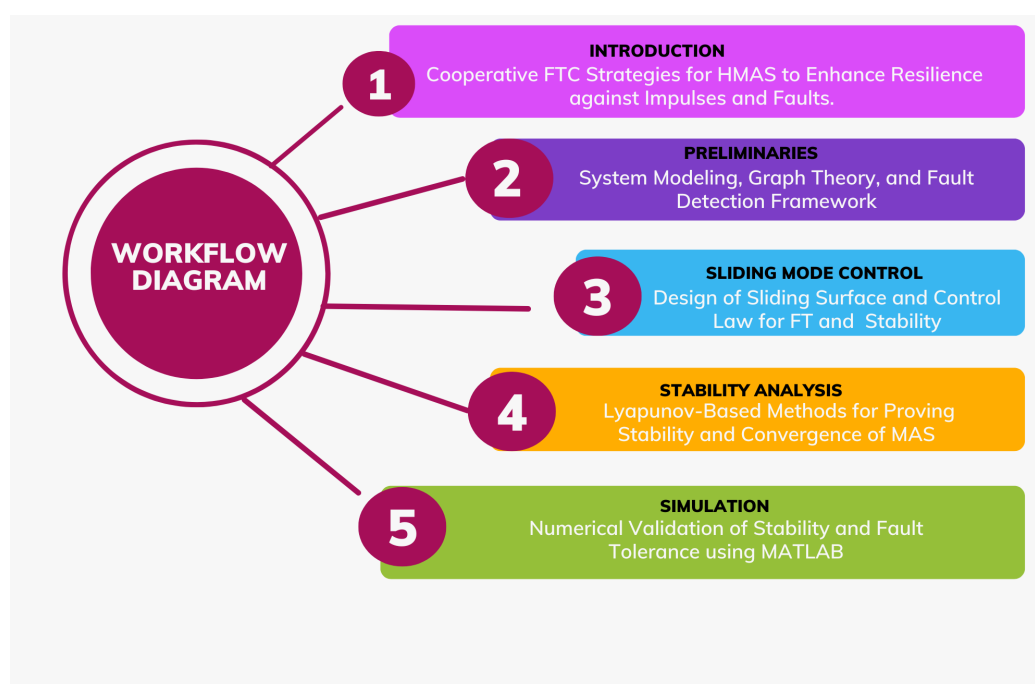 WORKFLOW
DIAGRAM
1
INTRODUCTION
Cooperative FTC Strategies for HMAS to Enhance Resilience
against Impulses and Faults.
2
PRELIMINARIES
System Modeling, Graph Theory, and Fault
Detection Framework
3
SLIDING MODE CONTROL
Design of Sliding Surface and Control
Law for FT and  Stability
4
STABILITY ANALYSIS
Lyapunov-Based Methods for Proving
Stability and Convergence of MAS
5
SIMULATION
Numerical Validation of Stability and Fault
Tolerance using MATLAB